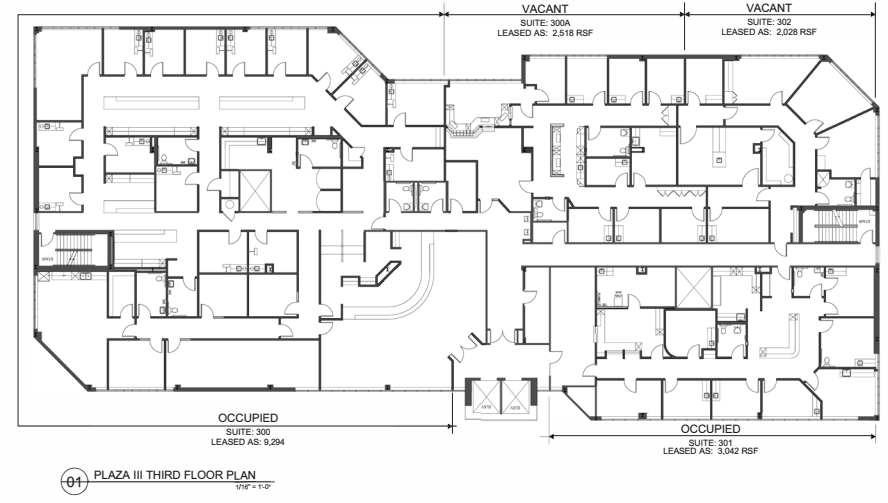 VACANT
SUITE: 300A
LEASED AS: 2,518 RSF
VACANT
SUITE: 302
LEASED AS: 2,028 RSF
OCCUPIED
SUITE: 300
LEASED AS: 9,294
OCCUPIED
SUITE: 301
LEASED AS: 3,042 RSF
01
PLAZA III THIRD FLOOR PLAN
1/16" = 1'-0"